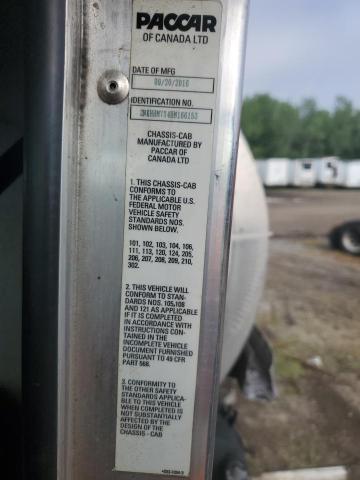 PACCAR
OF CANADA LTD
DATE OF MFG
09/20/2010
IDENTIFICATION NO.
CHASSIS-CAB
MANUFACTURED BY
PACCAR OF
CANADA LTD
1. THIS CHASSIS-CAB
CONFORMS TO
THE APPLICABLE U.S.
FEDERAL MOTOR
VEHICLE SAFETY
STANDARDS NOS.
SHOWN BELOW,
101, 102, 103, 104, 106,
111, 113, 120, 124, 205,
206, 207, 208, 209, 210,
302.
2. THIS VEHICLE WILL
CONFORM TO STAN-
DARDS NOS. 105,108
AND 121 AS APPLICABLE
IF IT IS COMPLETED
IN ACCORDANCE WITH
INSTRUCTIONS CON-
TAINED IN THE
INCOMPLETE VEHICLE
DOCUMENT FURNISHED
PURSUANT TO 49 CFR
PART 568.
3. CONFORMITY TO
THE OTHER SAFETY
STANDARDS APPLICA-
BLE TO THIS VEHICLE
WHEN COMPLETED IS
NOT SUBSTANTIALLY
AFFECTED BY THE
DESIGN OF THE
CHASSIS - CAB